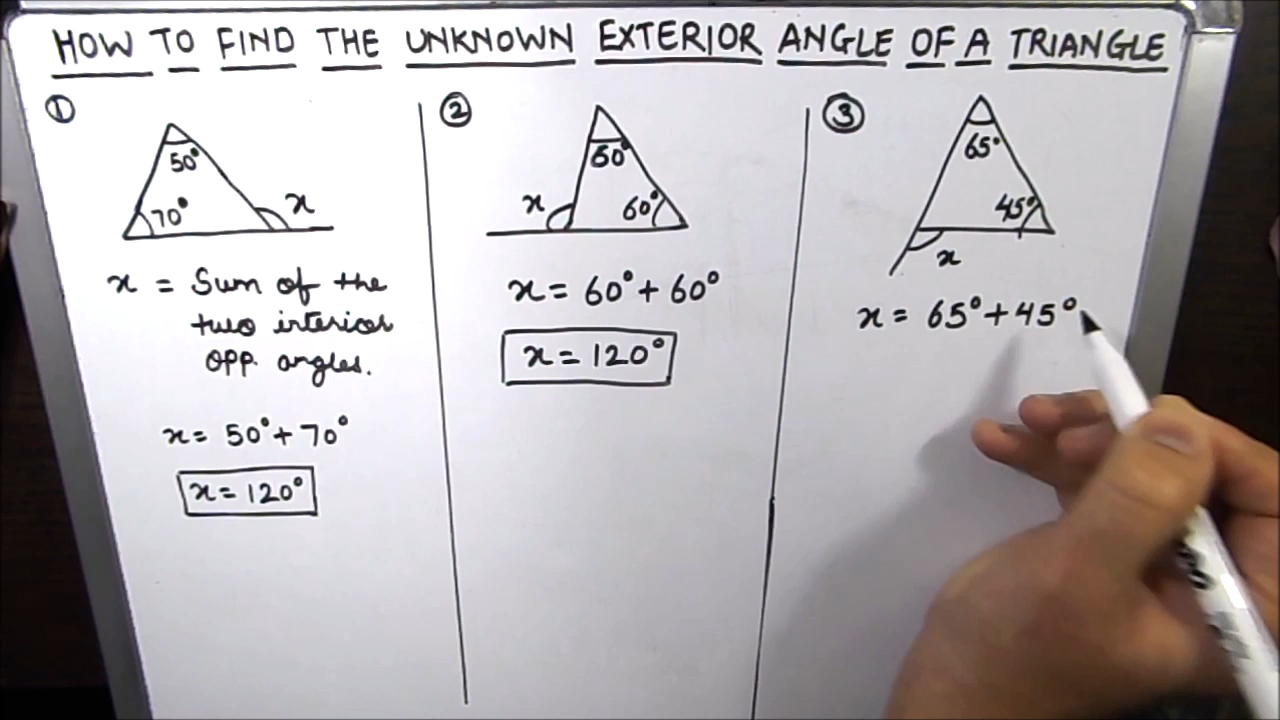 HOW TO FIND THE UNKNOWN EXTERIOR ANGLE OF A TRIANGLE
①
50°
70°
x
x = Sum of the
two interior
opp. angles.
x = 50° + 70°
x = 120°
②
60°
x
60°
x = 60° + 60°
x = 120°
③
65°
45°
x
x = 65° + 45°